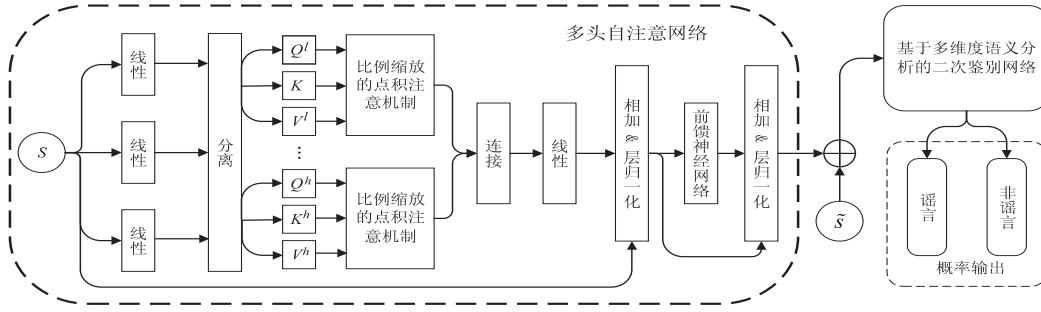 多头自注意网络
S
线性
线性
线性
分离
Q^l
K
V^l
...
Q^h
K^h
V^h
比例缩放
的点积注
意机制
比例缩放
的点积注
意机制
连接
线性
相加&层归一化
前馈神经网络
相加&层归一化
s̃
基于多维度语义分
析的二次鉴别网络
谣言
非谣言
概率输出